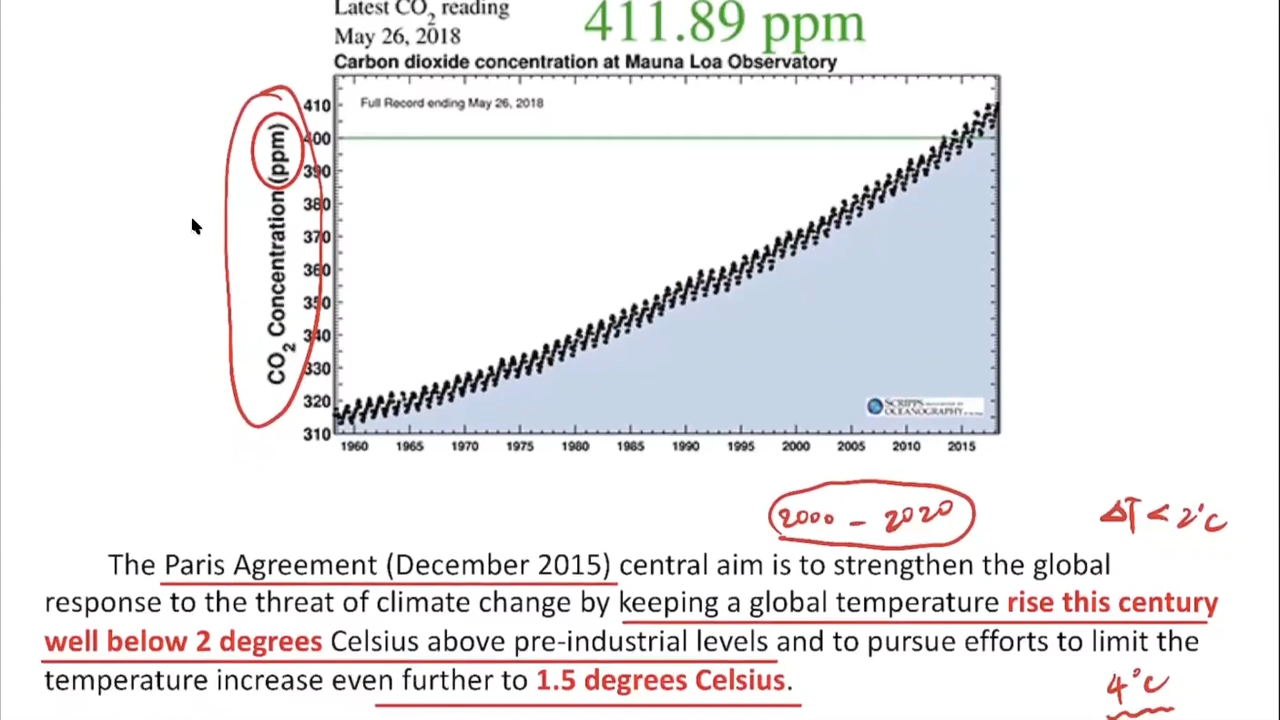 Latest CO2 reading
May 26, 2018
411.89 ppm
Carbon dioxide concentration at Mauna Loa Observatory
Full Record ending May 26, 2018
CO2 Concentration (ppm)
410
400
390
380
370
360
350
340
330
320
310
1960 1965 1970 1975 1980 1985 1990 1995 2000 2005 2010 2015
SCRIPPS
OCEANOGRAPHY
2000 - 2020
ΔT < 2°C
The Paris Agreement (December 2015) central aim is to strengthen the global
response to the threat of climate change by keeping a global temperature rise this century
well below 2 degrees Celsius above pre-industrial levels and to pursue efforts to limit the
temperature increase even further to 1.5 degrees Celsius.
4°C